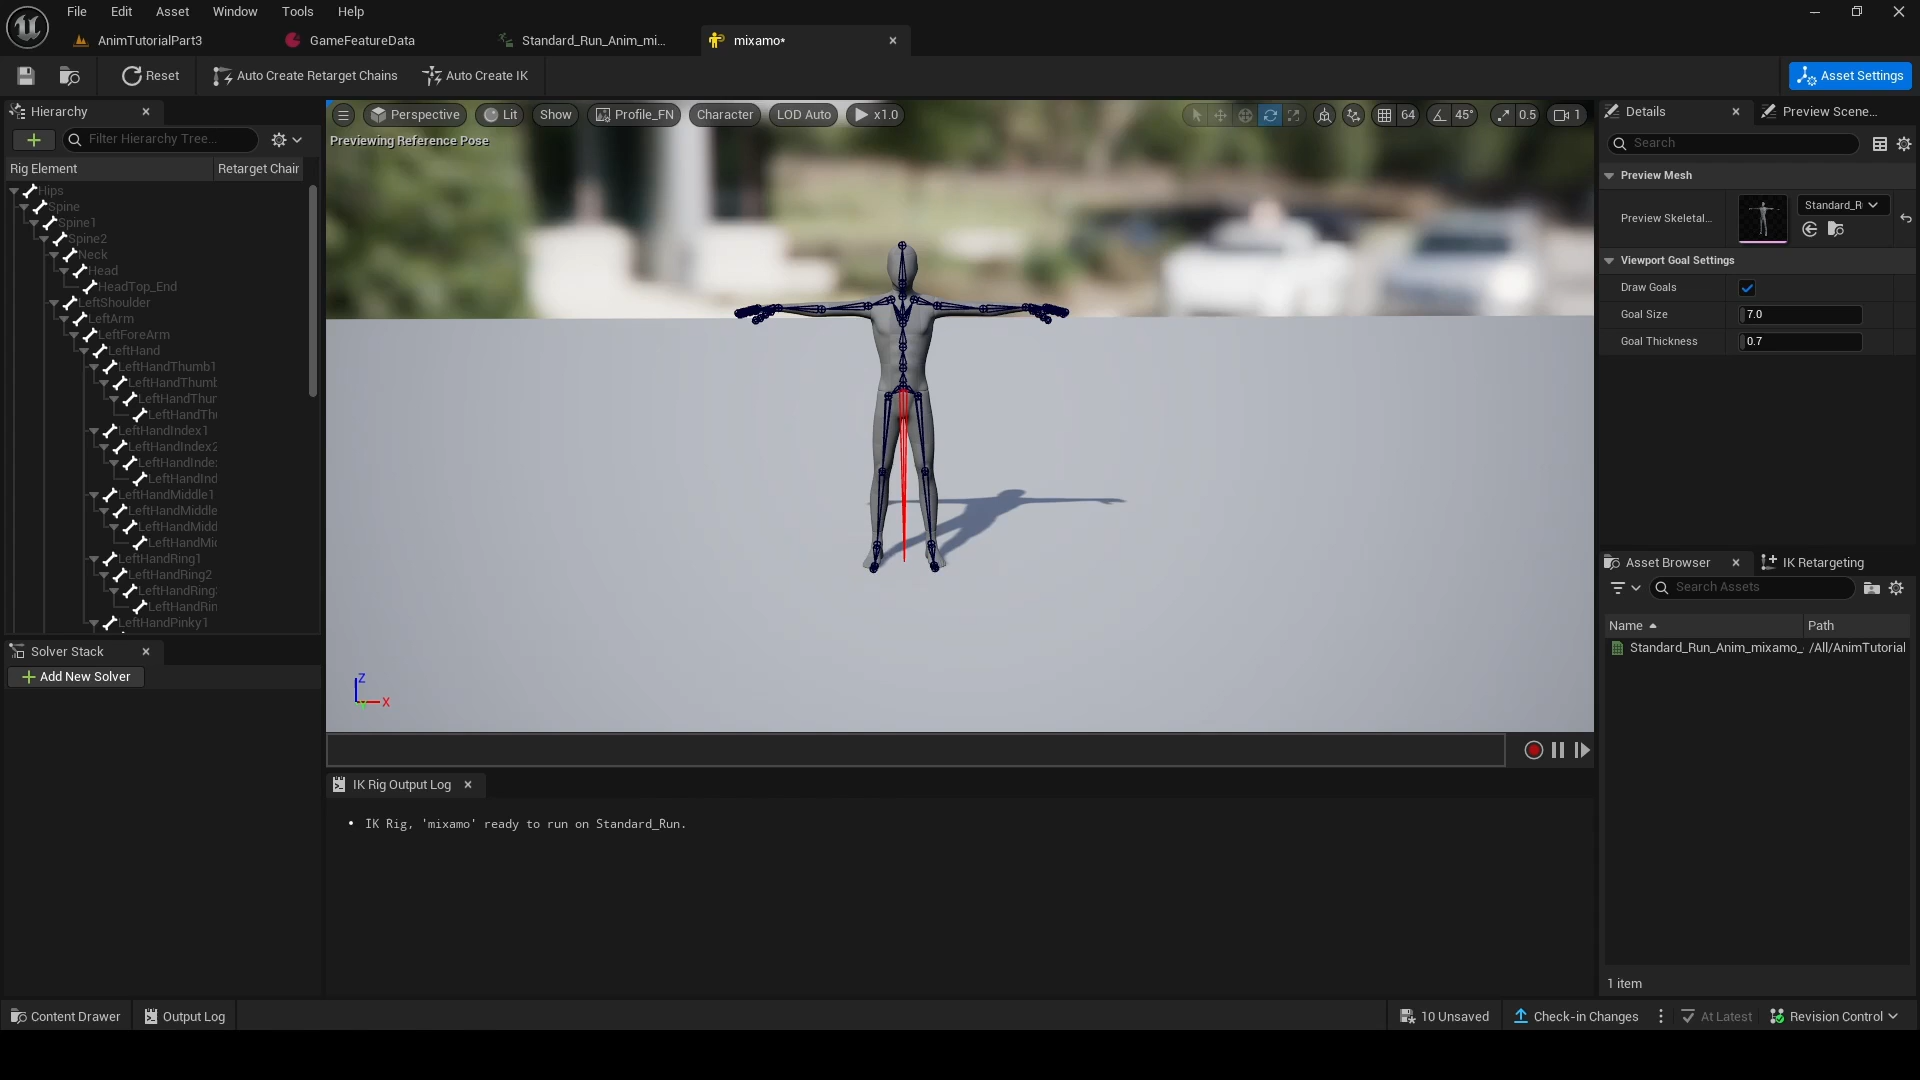 File Edit Asset Window Tools Help
AnimTutorialPart3 GameFeatureData Standard_Run_Anim_mi... mixamo*
Reset Auto Create Retarget Chains Auto Create IK Asset Settings
Hierarchy
Filter Hierarchy Tree...
Rig Element Retarget Chair
Hips
Spine
Spine1
Spine2
Neck
Head
HeadTop_End
LeftShoulder
LeftArm
LeftForeArm
LeftHand
LeftHandThumb1
LeftHandThumb
LeftHandThur
LeftHandThu
LeftHandIndex1
LeftHandIndex2
LeftHandIndex
LeftHandInd
LeftHandMiddle1
LeftHandMiddle
LeftHandMidd
LeftHandMid
LeftHandRing1
LeftHandRing2
LeftHandRing
LeftHandRin
LeftHandPinky1
Solver Stack
Add New Solver
Perspective Lit Show Profile_FN Character LOD Auto x1.0 64 45° 0.5 1
Previewing Reference Pose
Z
X
IK Rig Output Log
• IK Rig, 'mixamo' ready to run on Standard_Run.
Details Preview Scene...
Search
Preview Mesh
Preview Skeletal... Standard_R
Viewport Goal Settings
Draw Goals
Goal Size 7.0
Goal Thickness 0.7
Asset Browser IK Retargeting
Search Assets
Name Path
Standard_Run_Anim_mixamo_ /All/AnimTutorial
1 item
Content Drawer Output Log 10 Unsaved Check-in Changes At Latest Revision Control